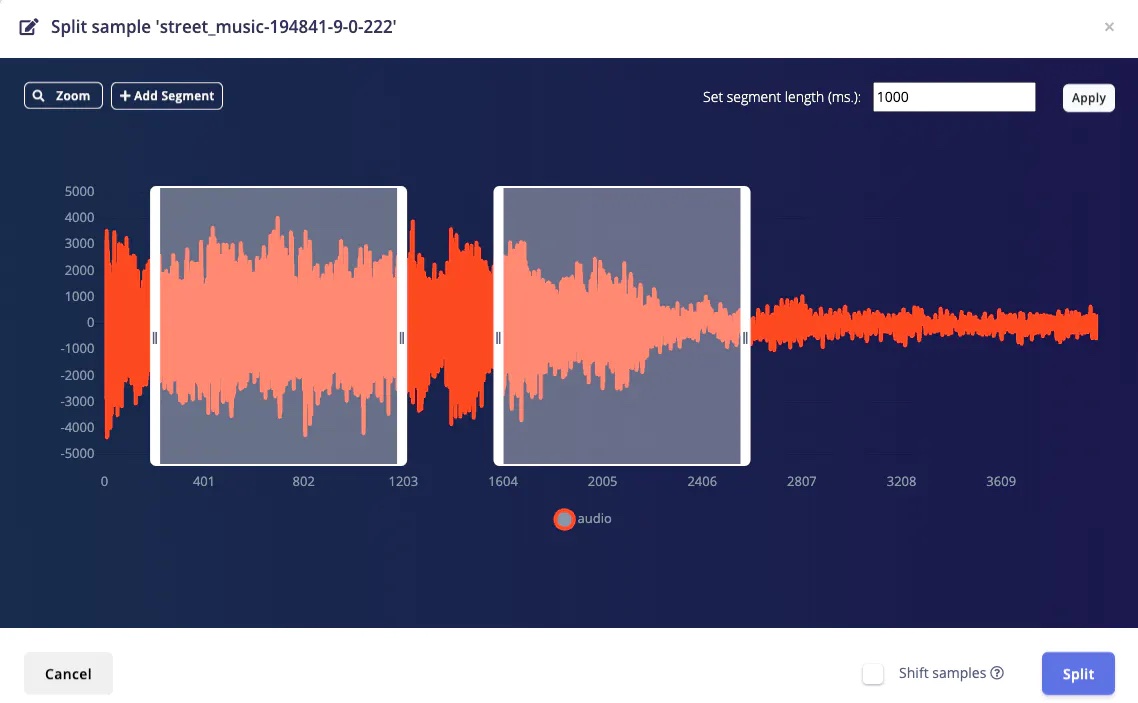 Split sample 'street_music-194841-9-0-222'
×
Zoom
+ Add Segment
Set segment length (ms.):
1000
Apply
5000
4000
3000
2000
1000
0
-1000
-2000
-3000
-4000
-5000
0 401 802 1203 1604 2005 2406 2807 3208 3609
audio
Cancel
Shift samples ?
Split